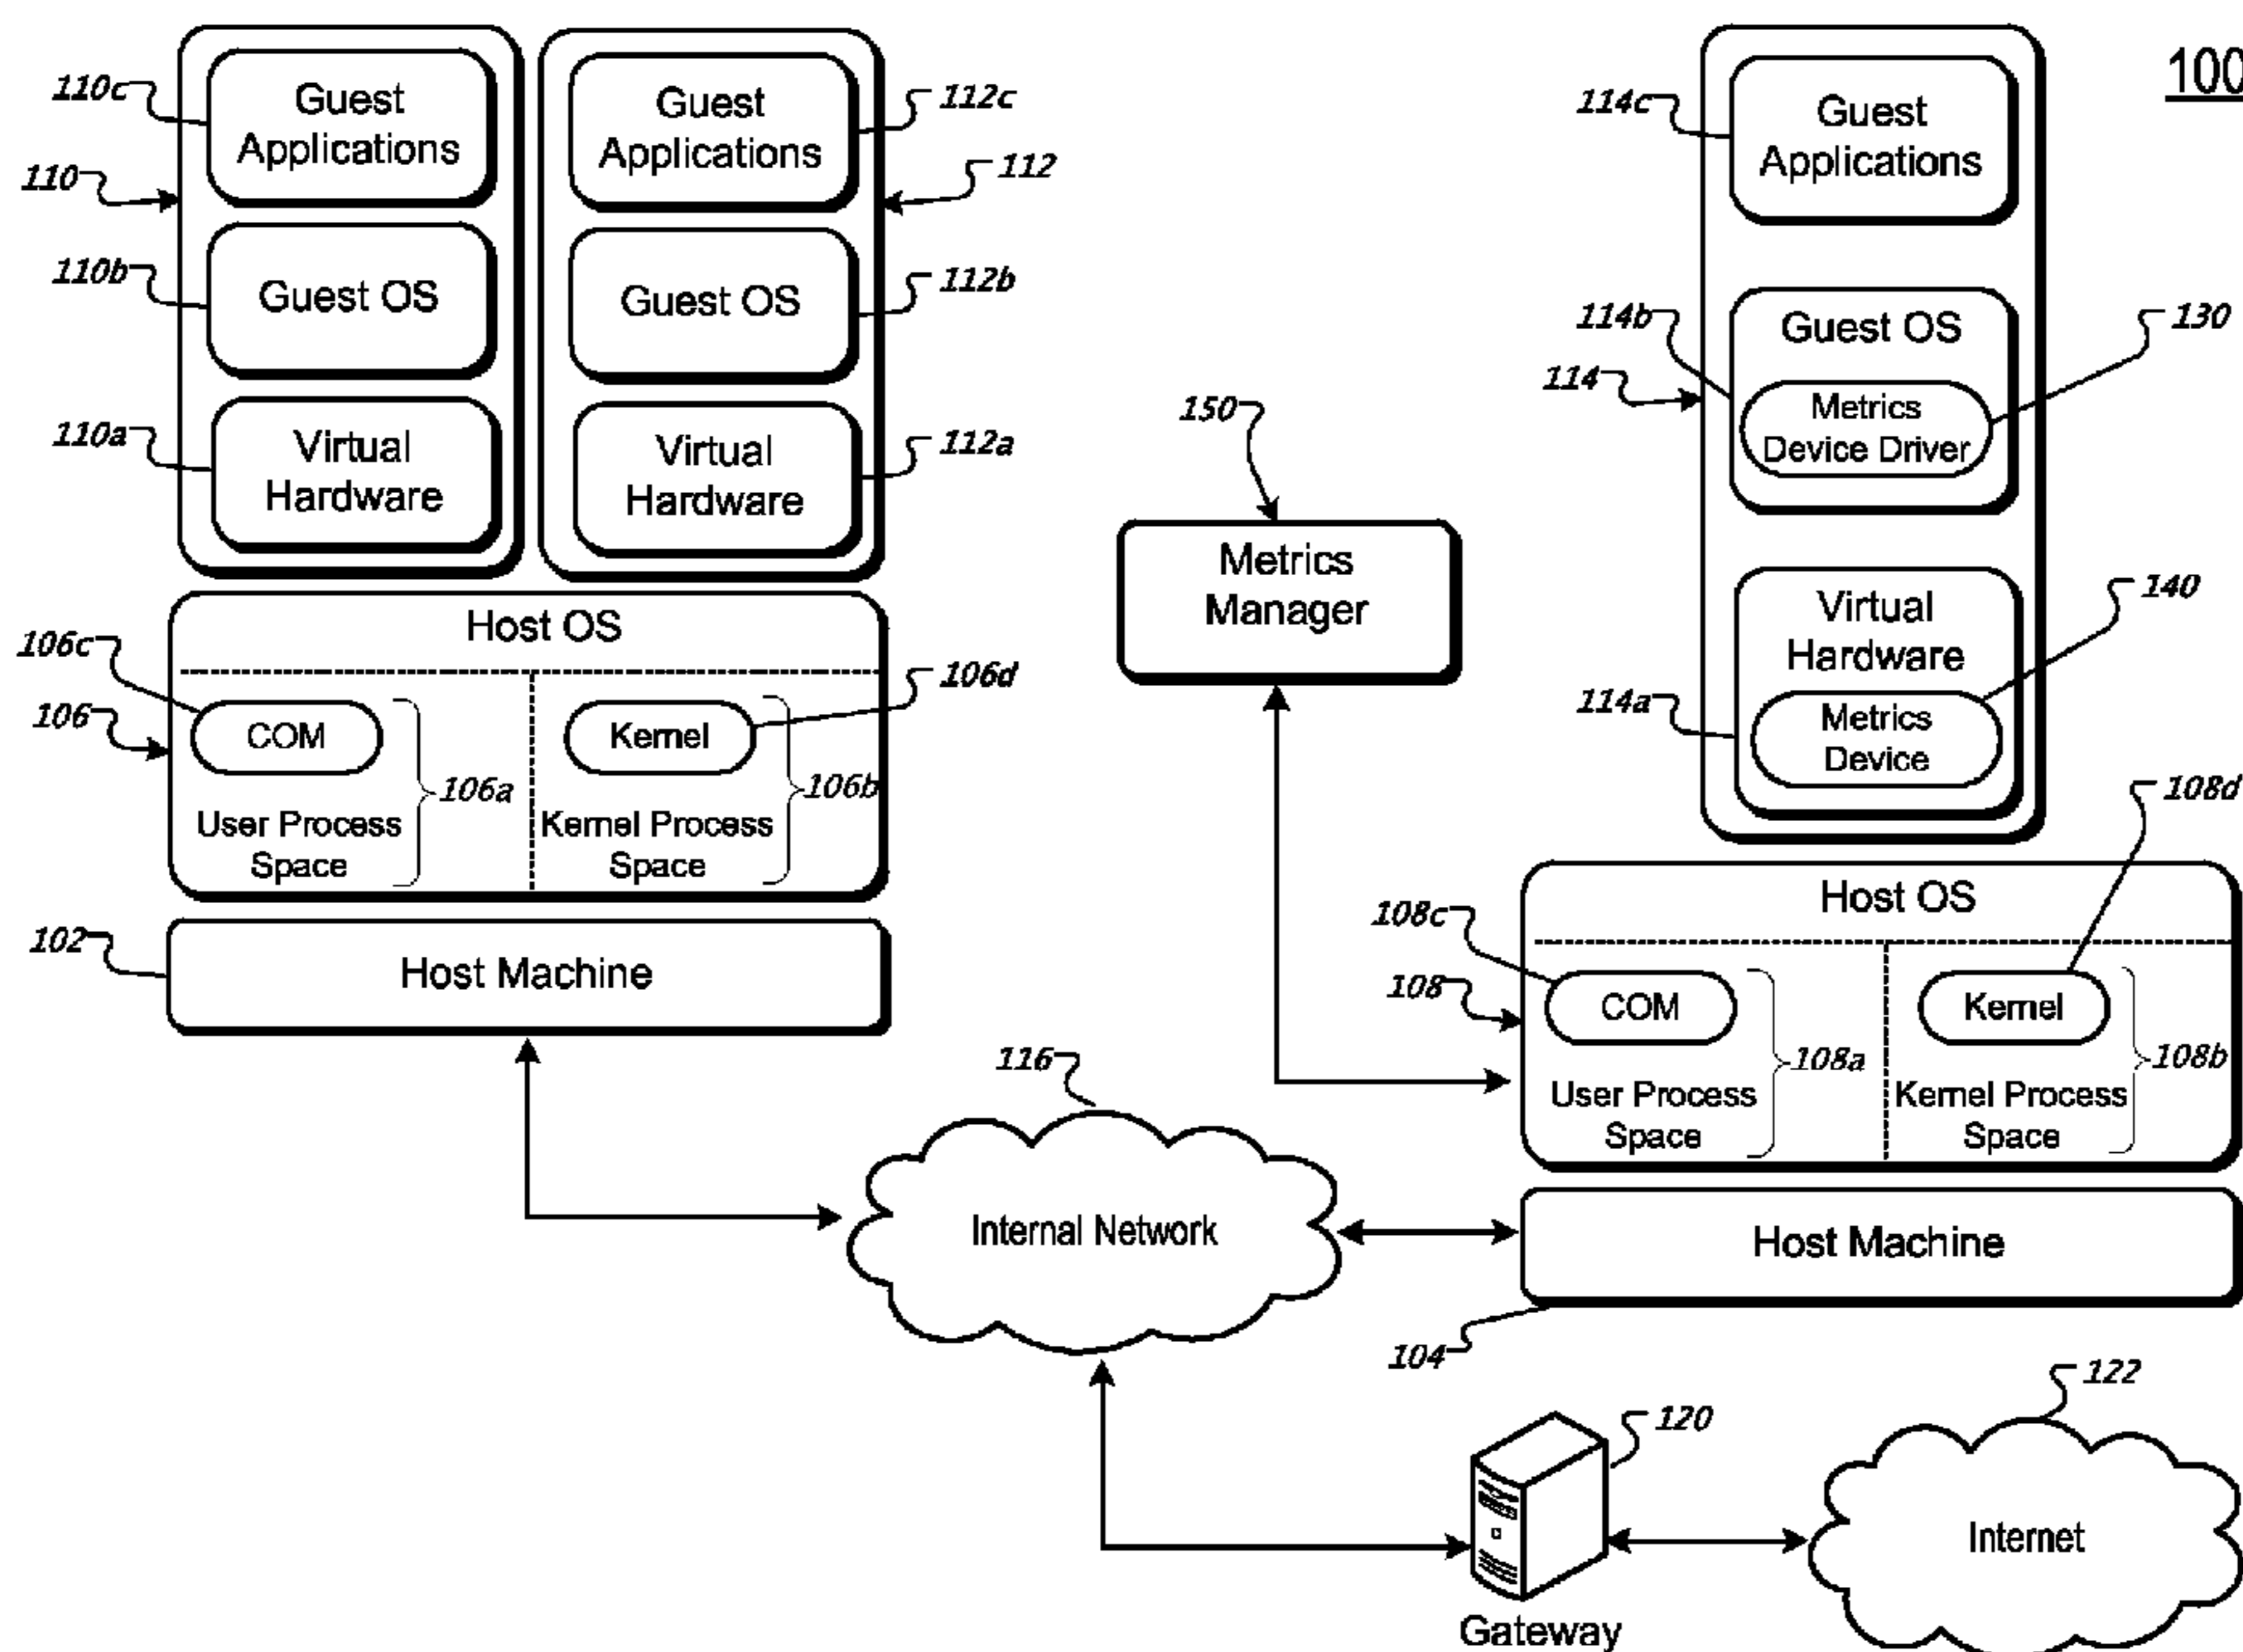 100
110c
Guest
Applications
110
110b
Guest OS
110a
Virtual
Hardware
Guest
Applications
112c
112
Guest OS
112b
Virtual
Hardware
112a
Host OS
106c
106
COM
106a
User Process
Space
Kernel
106d
106b
Kernel Process
Space
102
Host Machine
150
Metrics
Manager
114c
Guest
Applications
114b
114
Guest OS
Metrics
Device Driver
130
Virtual
Hardware
140
114a
Metrics
Device
108d
Host OS
108c
108
COM
108a
User Process
Space
Kernel
108b
Kernel Process
Space
Host Machine
104
116
Internal Network
120
Gateway
122
Internet